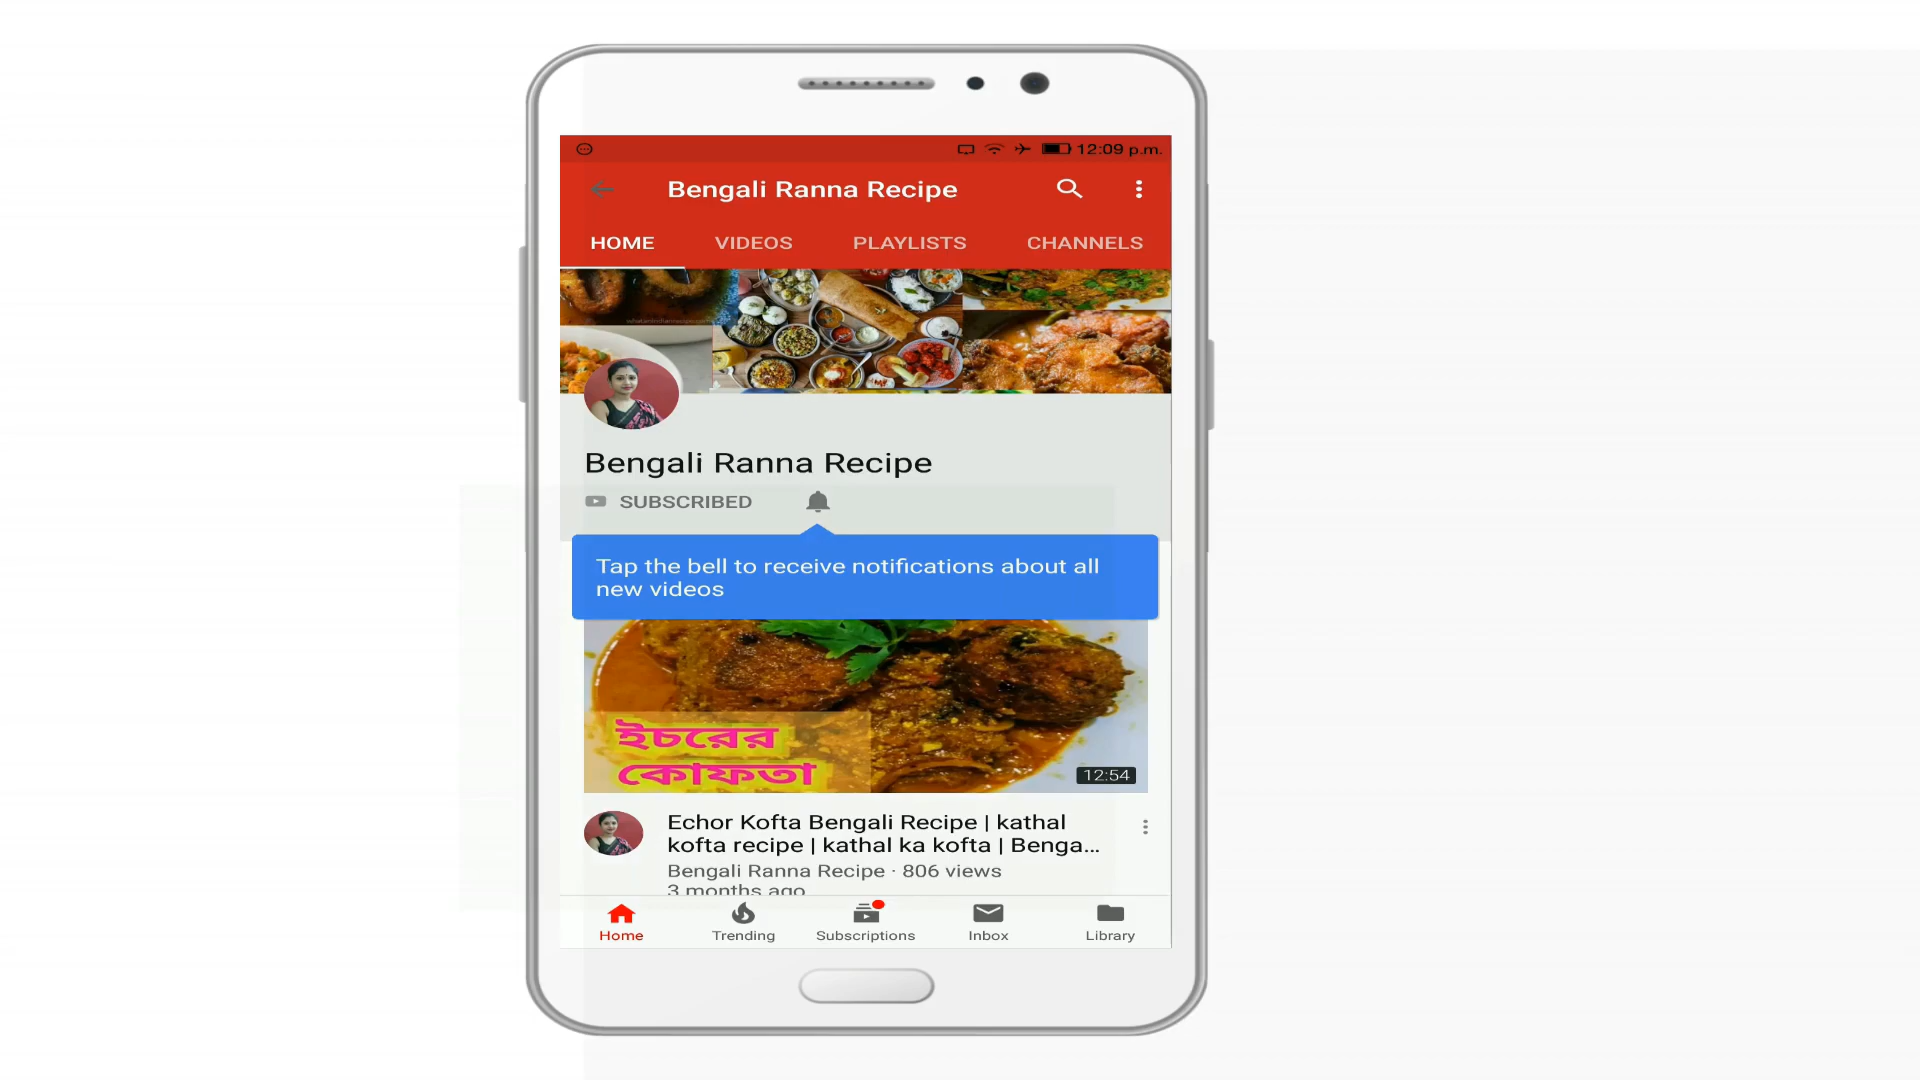 12:09 p.m.
Bengali Ranna Recipe
HOME VIDEOS PLAYLISTS CHANNELS
Bengali Ranna Recipe
SUBSCRIBED
Tap the bell to receive notifications about all
new videos
ইচরের
কোফতা
12:54
Echor Kofta Bengali Recipe | kathal
kofta recipe | kathal ka kofta | Benga...
Bengali Ranna Recipe · 806 views
3 months ago
Home Trending Subscriptions Inbox Library